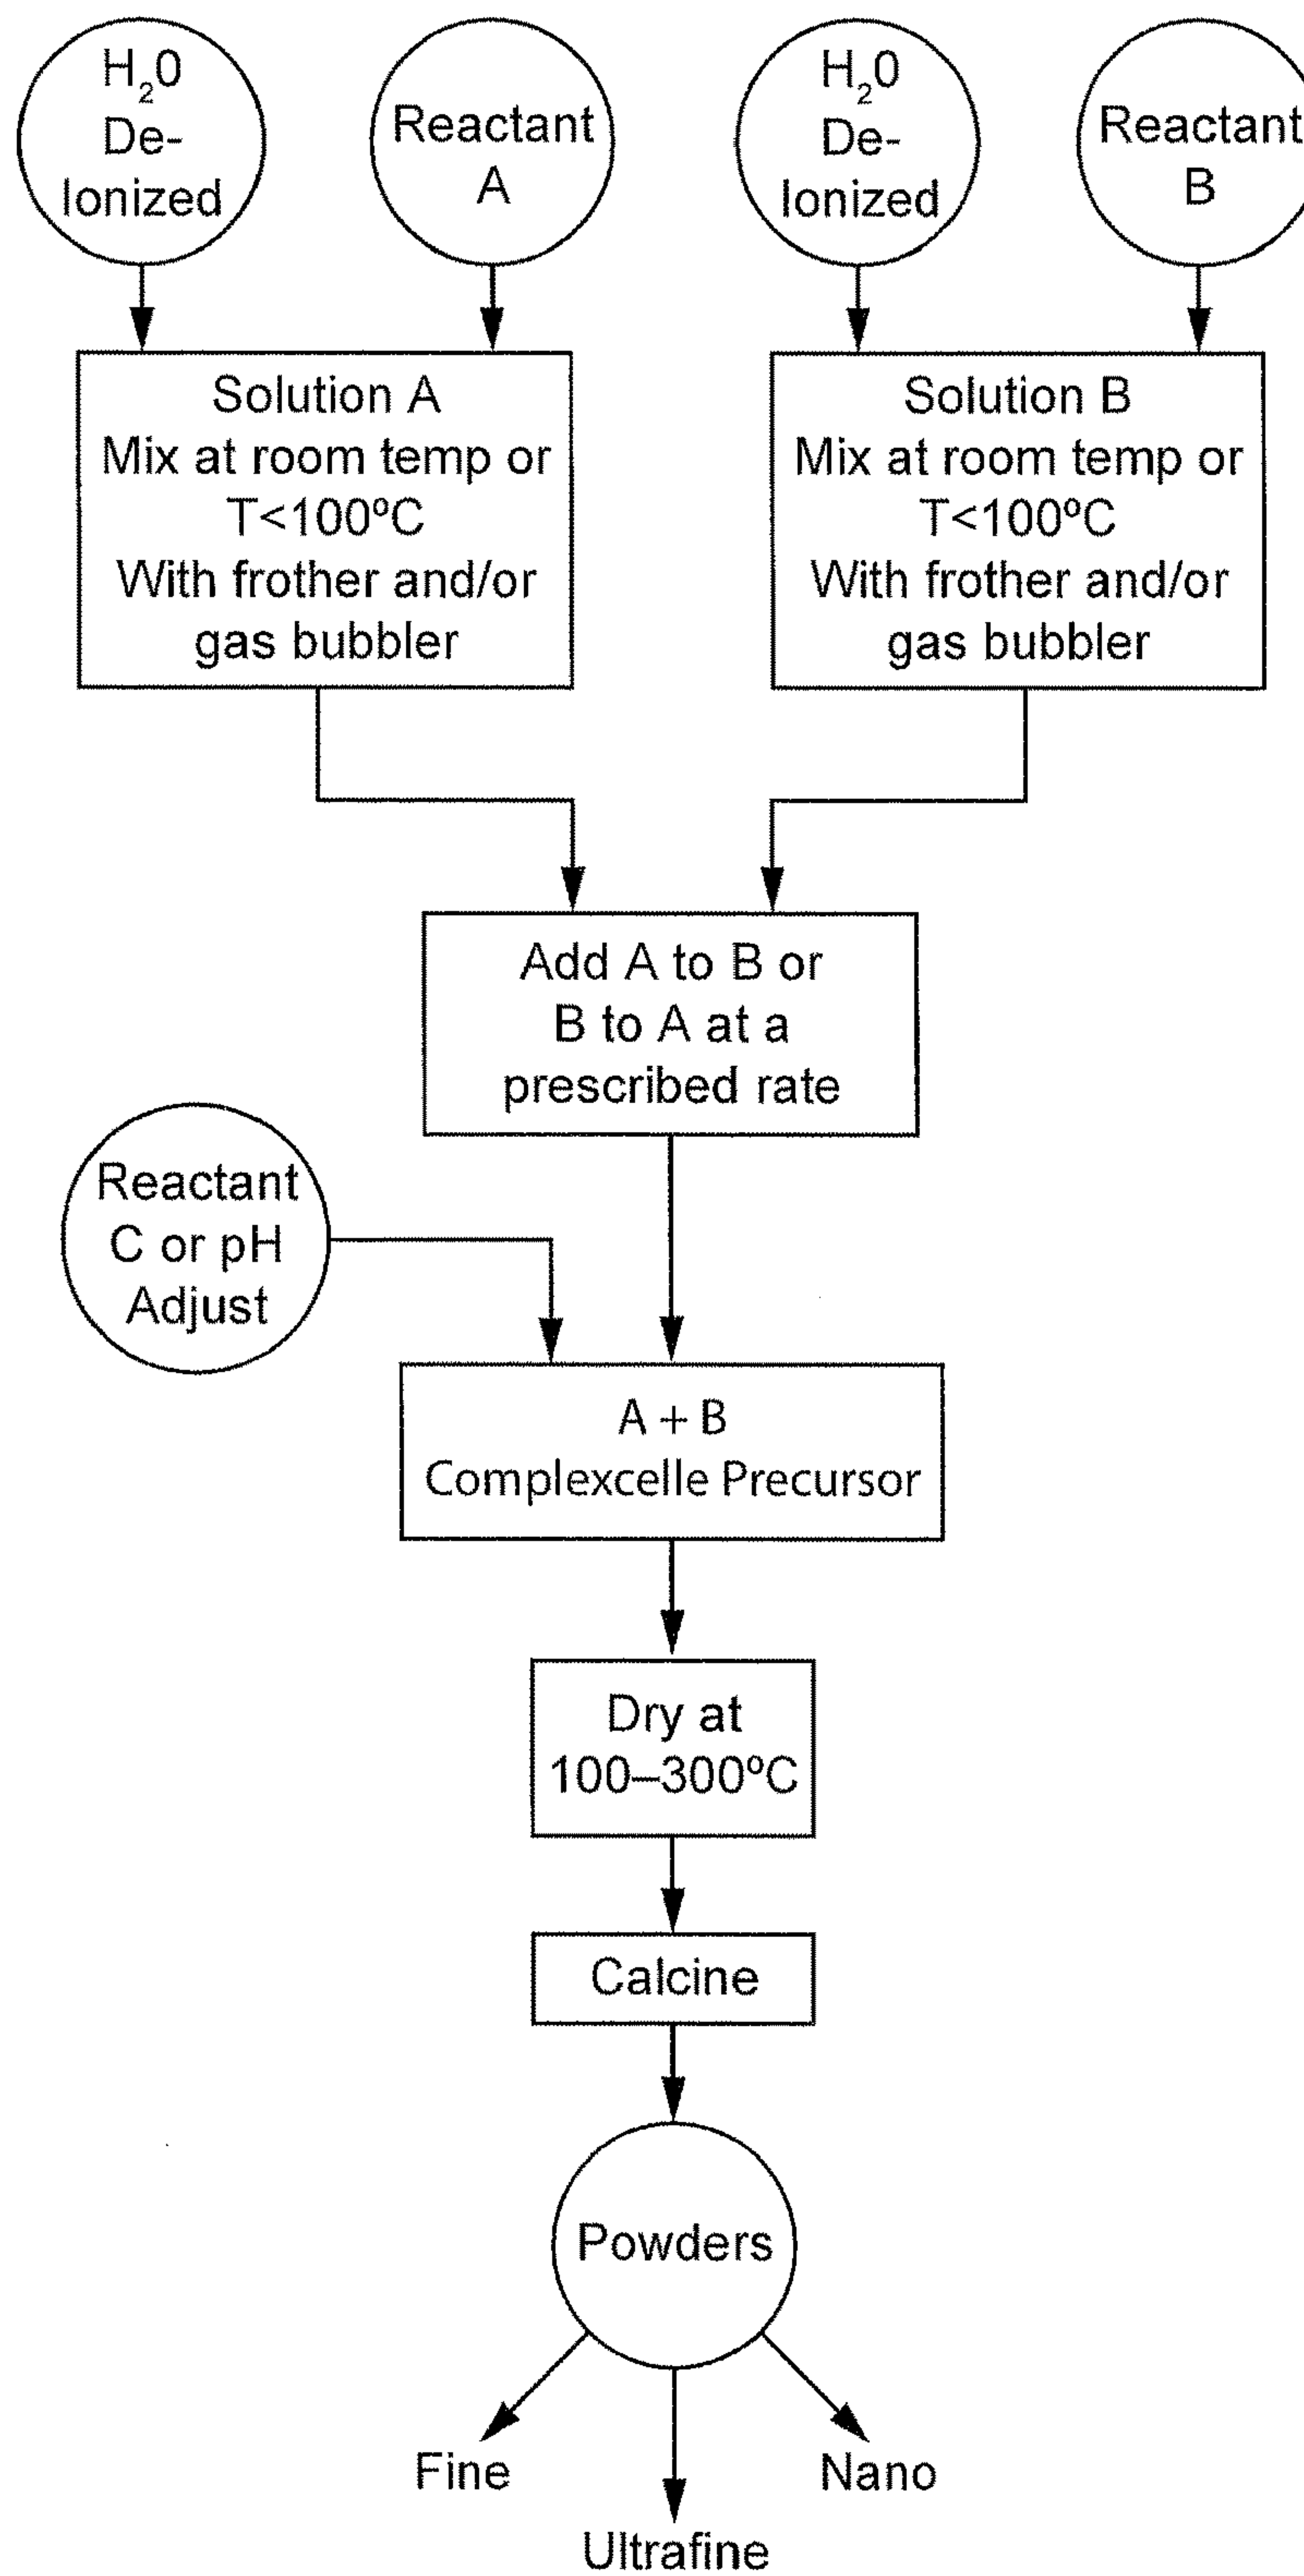 H₂0
De-
Ionized
Reactant
A
H₂0
De-
Ionized
Reactant
B
Solution A
Mix at room temp or
T<100ºC
With frother and/or
gas bubbler
Solution B
Mix at room temp or
T<100ºC
With frother and/or
gas bubbler
Add A to B or
B to A at a
prescribed rate
Reactant
C or pH
Adjust
A + B
Complexcelle Precursor
Dry at
100–300ºC
Calcine
Powders
Fine
Nano
Ultrafine